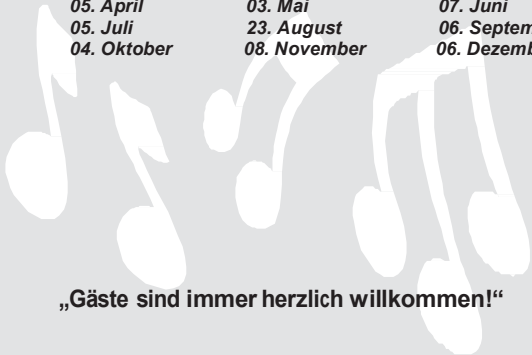 05. April 03. Mai 07. Juni
05. Juli 23. August 06. Septem
04. Oktober 08. November 06. Dezemb
„Gäste sind immer herzlich willkommen!“